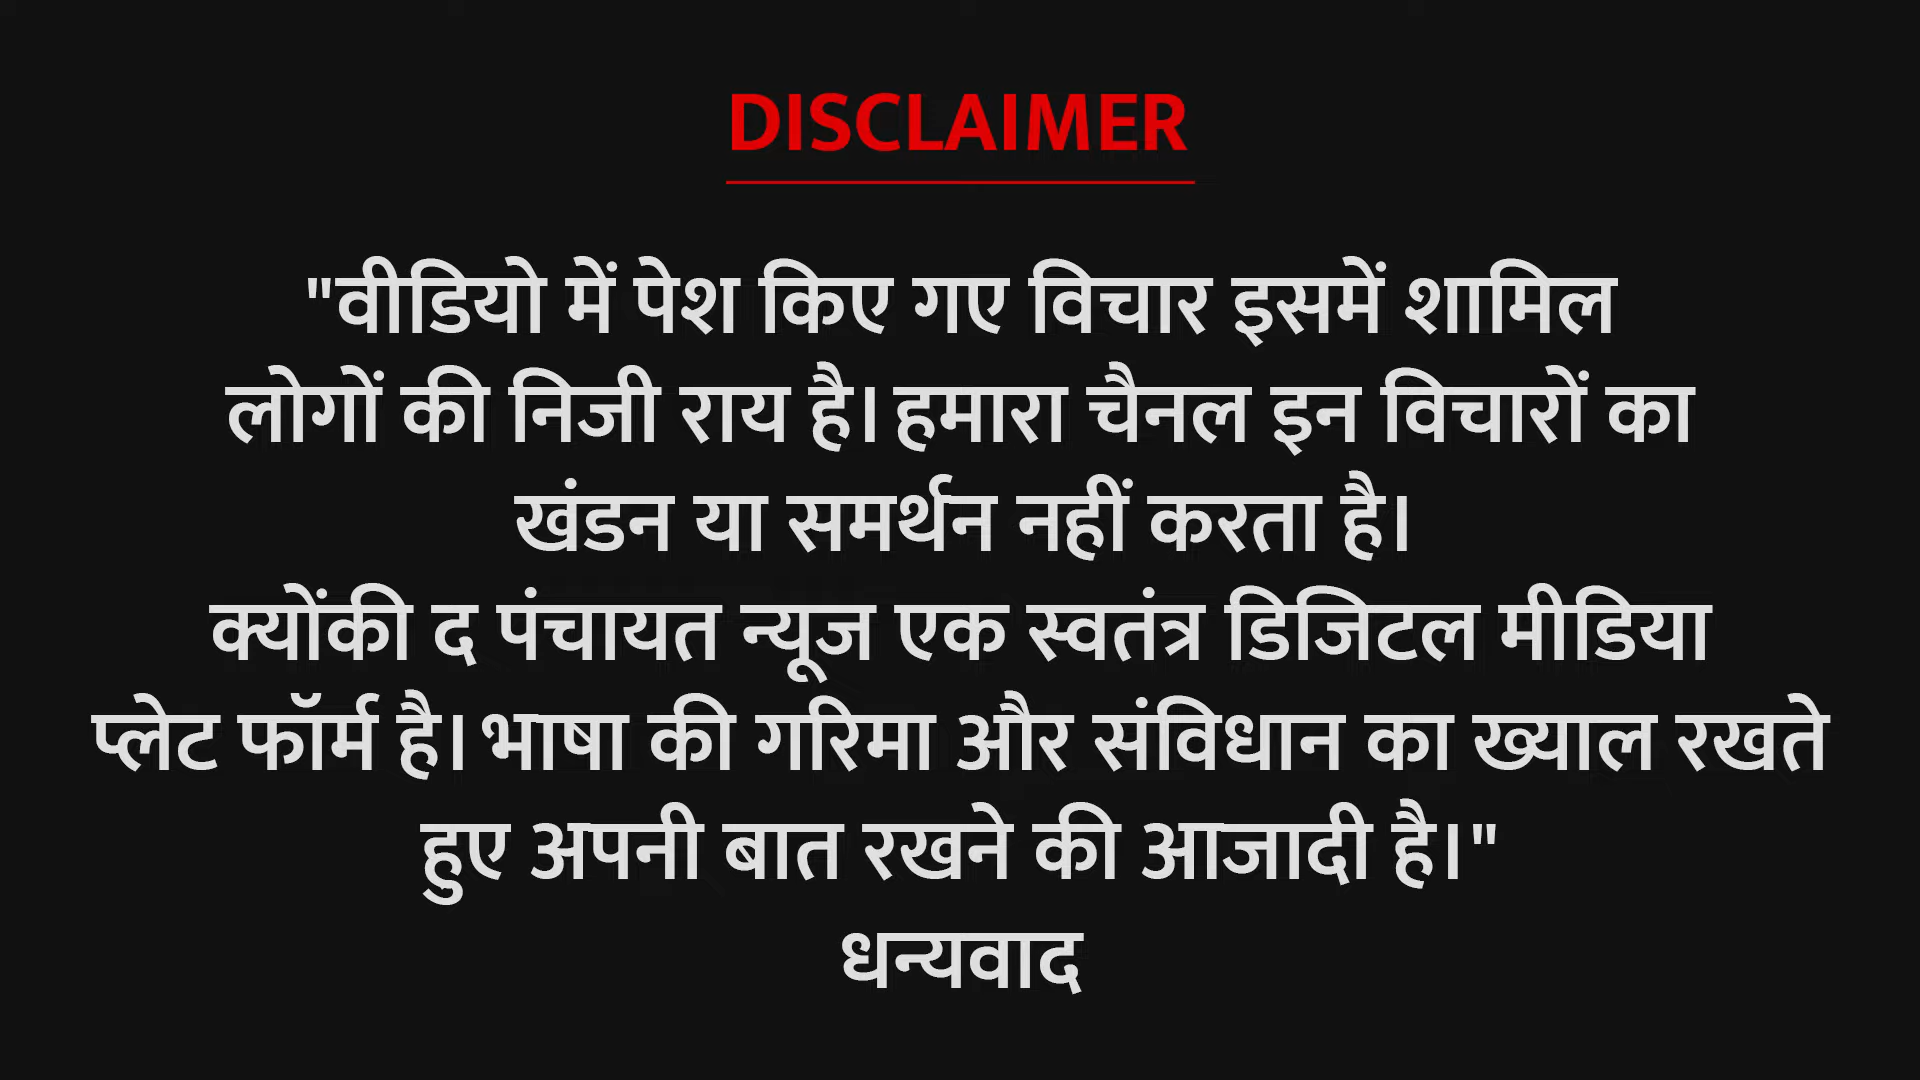 DISCLAIMER
"वीडियो में पेश किए गए विचार इसमें शामिल
लोगों की निजी राय है। हमारा चैनल इन विचारों का
खंडन या समर्थन नहीं करता है।
क्योंकी द पंचायत न्यूज एक स्वतंत्र डिजिटल मीडिया
प्लेट फॉर्म है। भाषा की गरिमा और संविधान का ख्याल रखते
हुए अपनी बात रखने की आजादी है।"
धन्यवाद